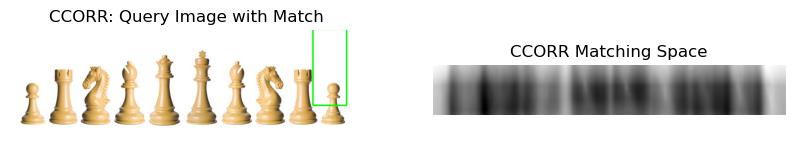 CCORR: Query Image with Match
CCORR Matching Space